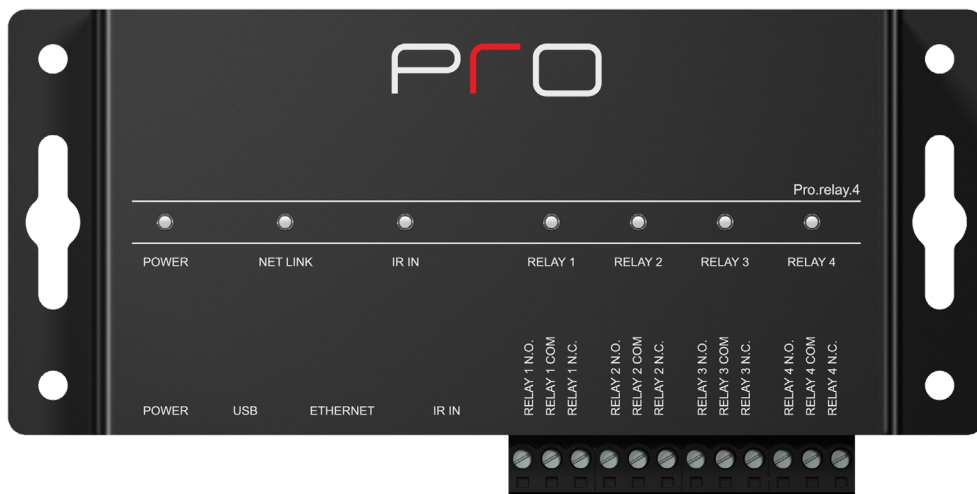 Pro
Pro.relay.4
POWER NET LINK IR IN RELAY 1 RELAY 2 RELAY 3 RELAY 4
RELAY 1 N.O.
RELAY 1 COM
RELAY 1 N.C.
RELAY 2 N.O.
RELAY 2 COM
RELAY 2 N.C.
RELAY 3 N.O.
RELAY 3 COM
RELAY 3 N.C.
RELAY 4 N.O.
RELAY 4 COM
RELAY 4 N.C.
POWER USB ETHERNET IR IN